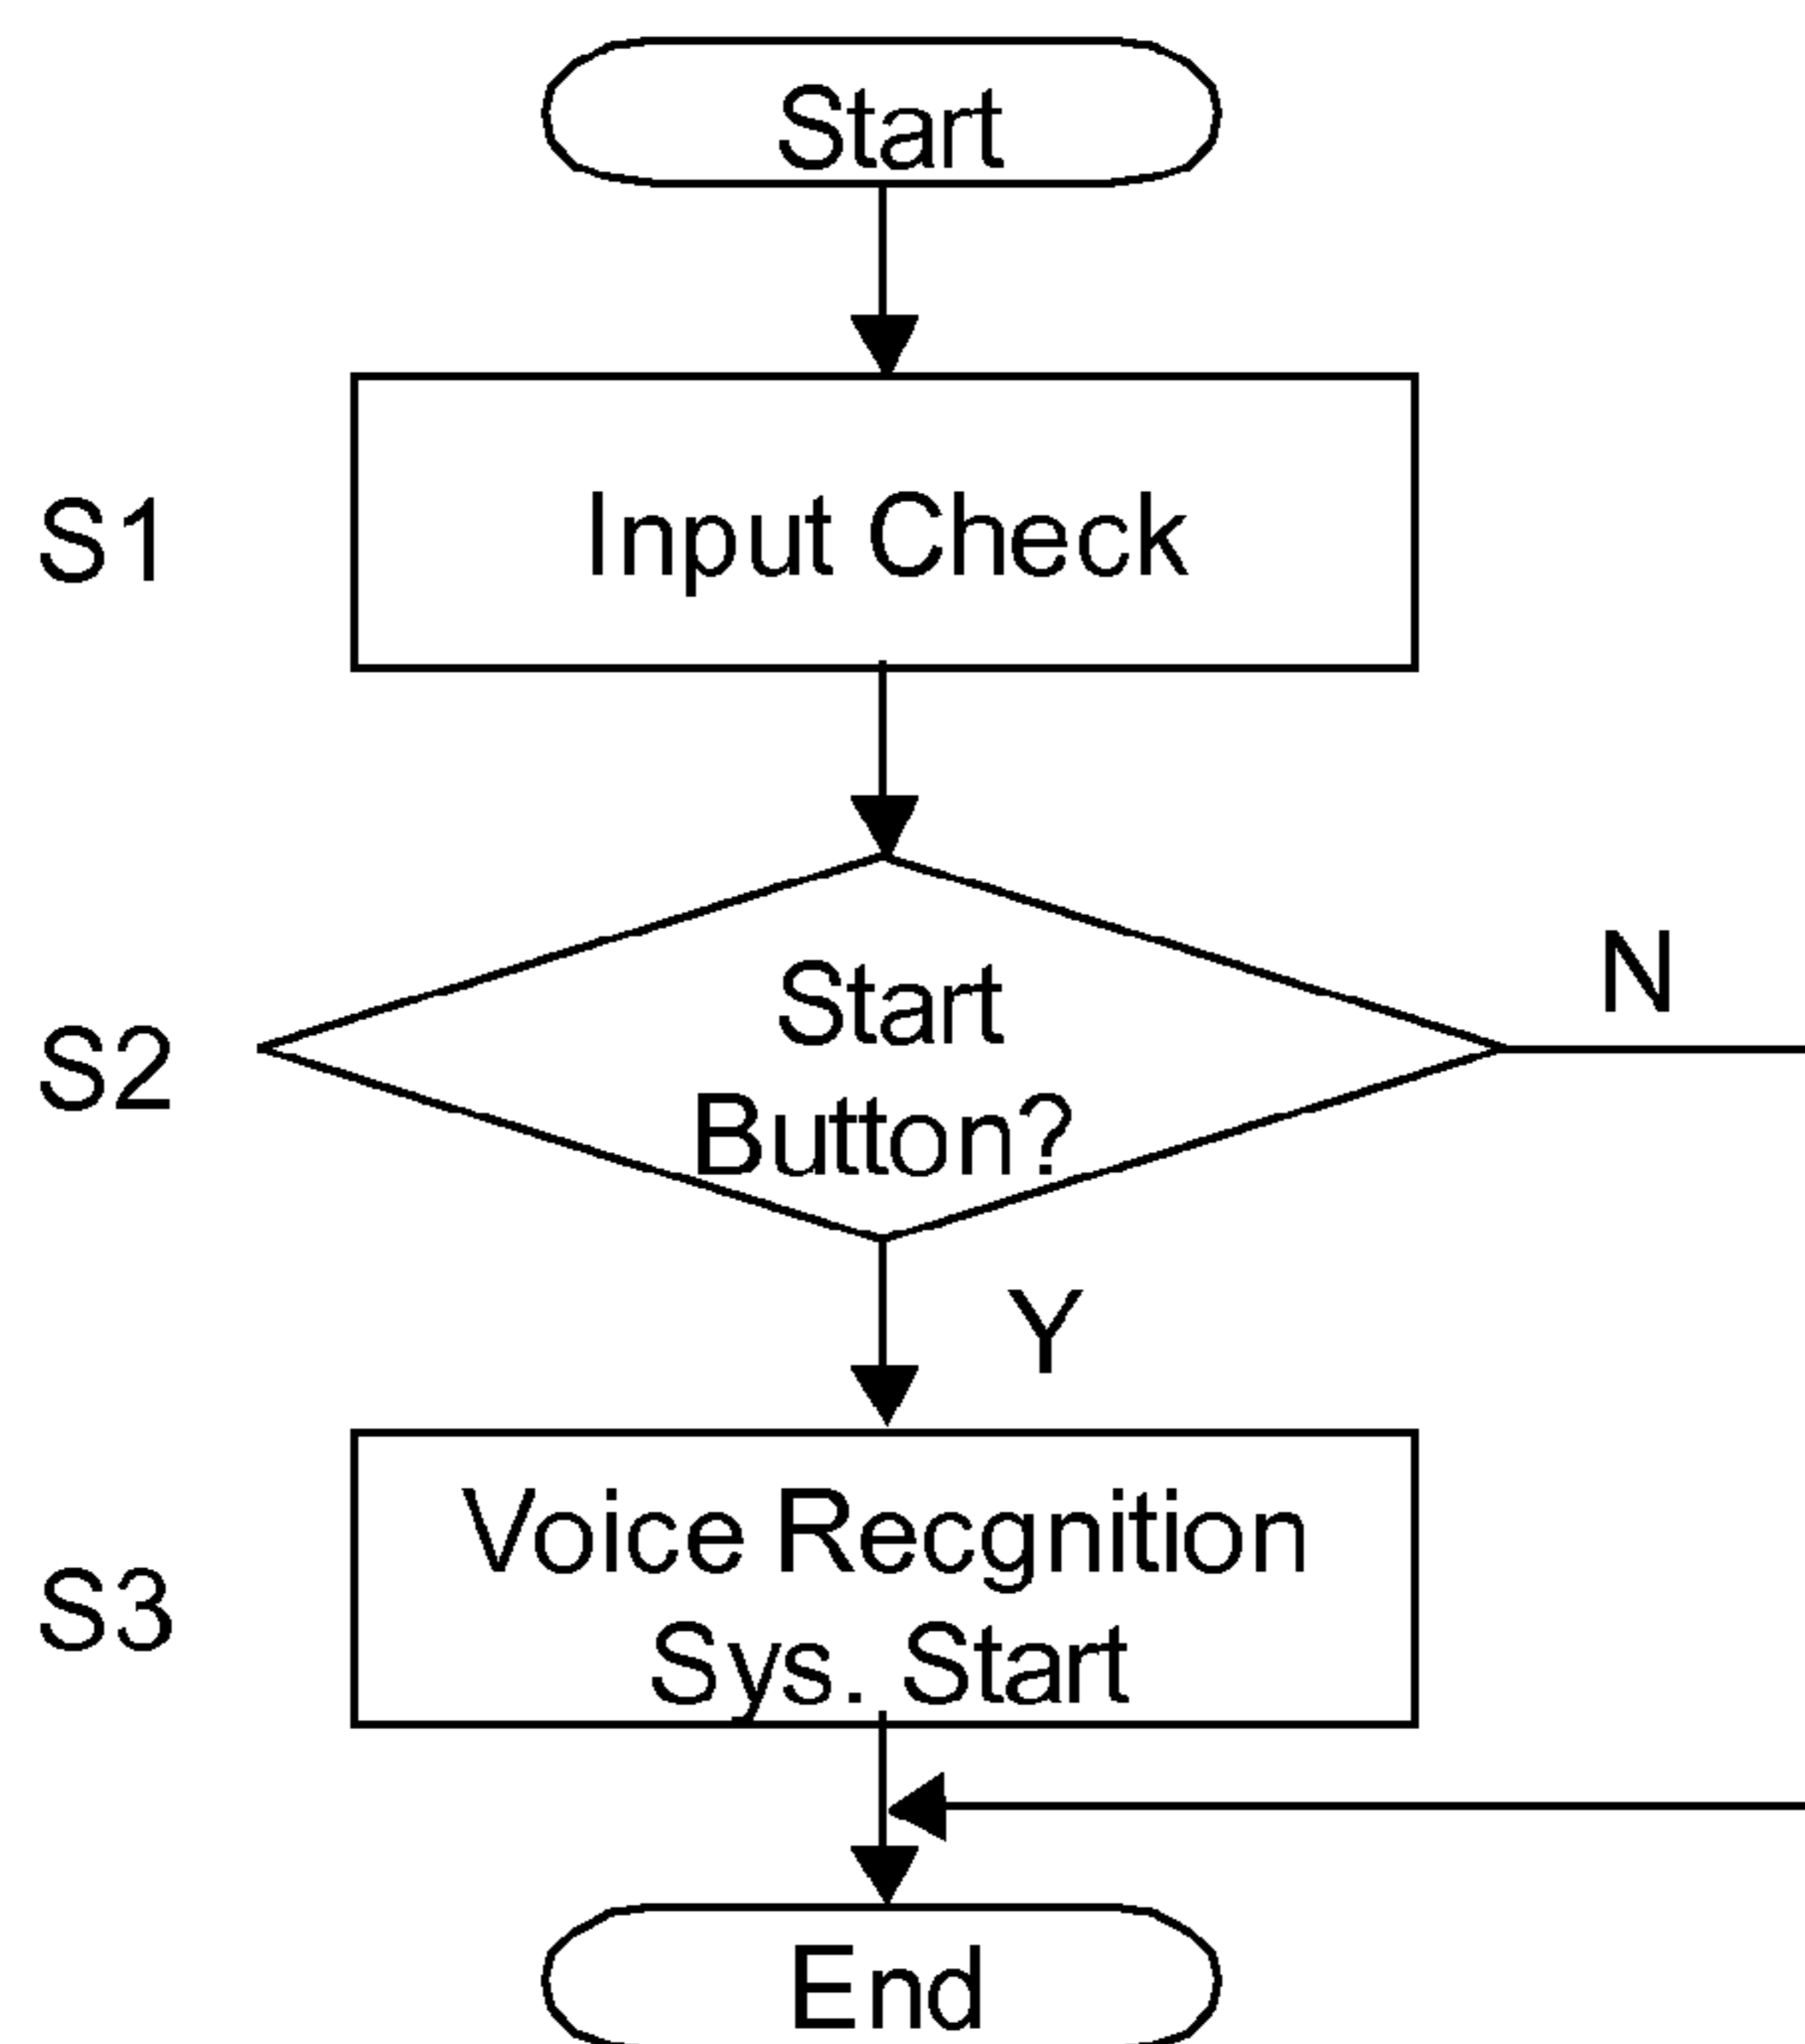 Start
S1
Input Check
S2
Start
Button?
N
Y
S3
Voice Recgnition
Sys. Start
End